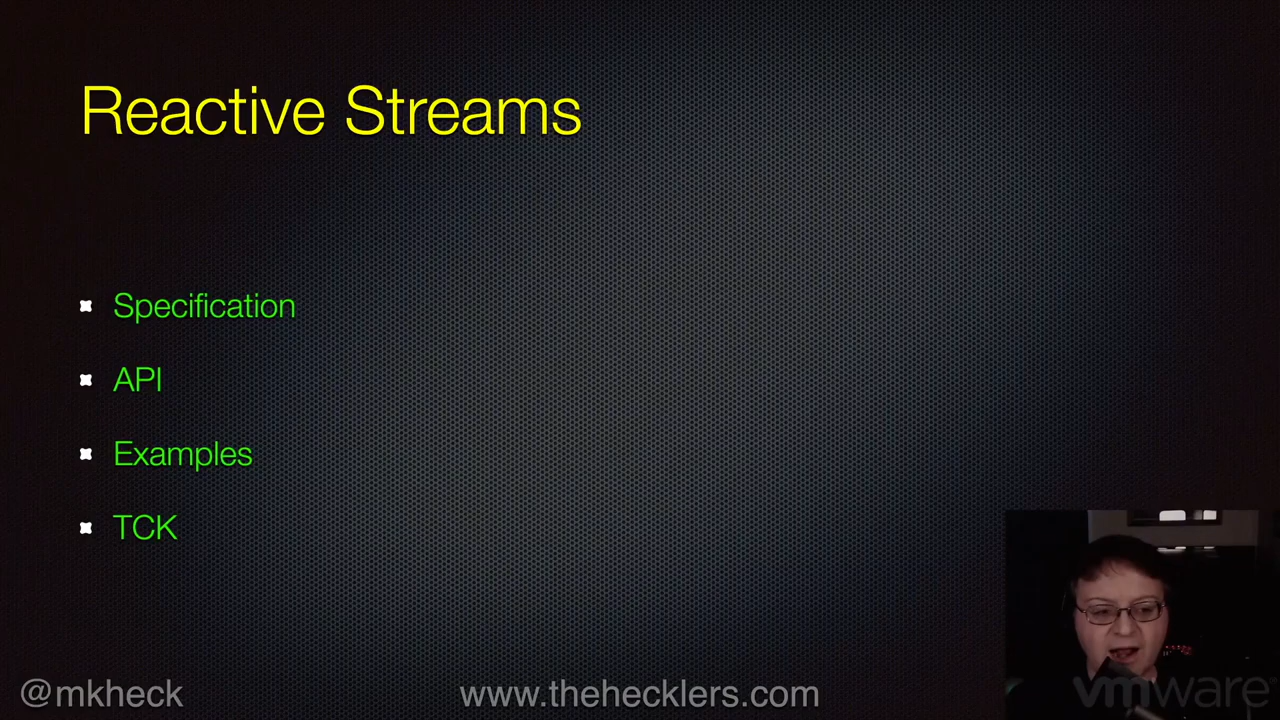 Reactive Streams
Specification
API
Examples
TCK
@mkheck
www.thehecklers.com
vmware